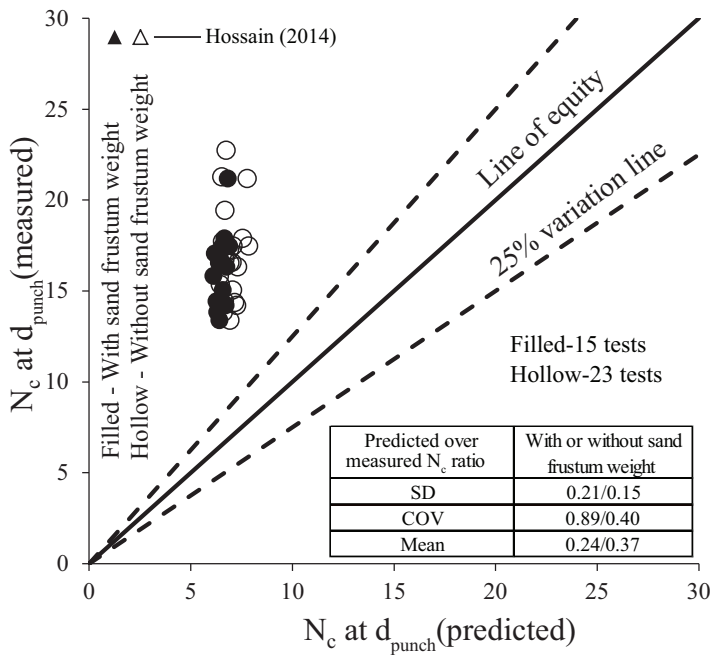 Hossain (2014)
N_c at d_punch(measured)
30
25
20
15
10
5
0
Filled - With sand frustum weight
Hollow - Without sand frustum weight
Line of equity
25% variation line
Filled-15 tests
Hollow-23 tests
Predicted over measured N_c ratio
With or without sand frustum weight
SD 0.21/0.15
COV 0.89/0.40
Mean 0.24/0.37
0 5 10 15 20 25 30
N_c at d_punch(predicted)